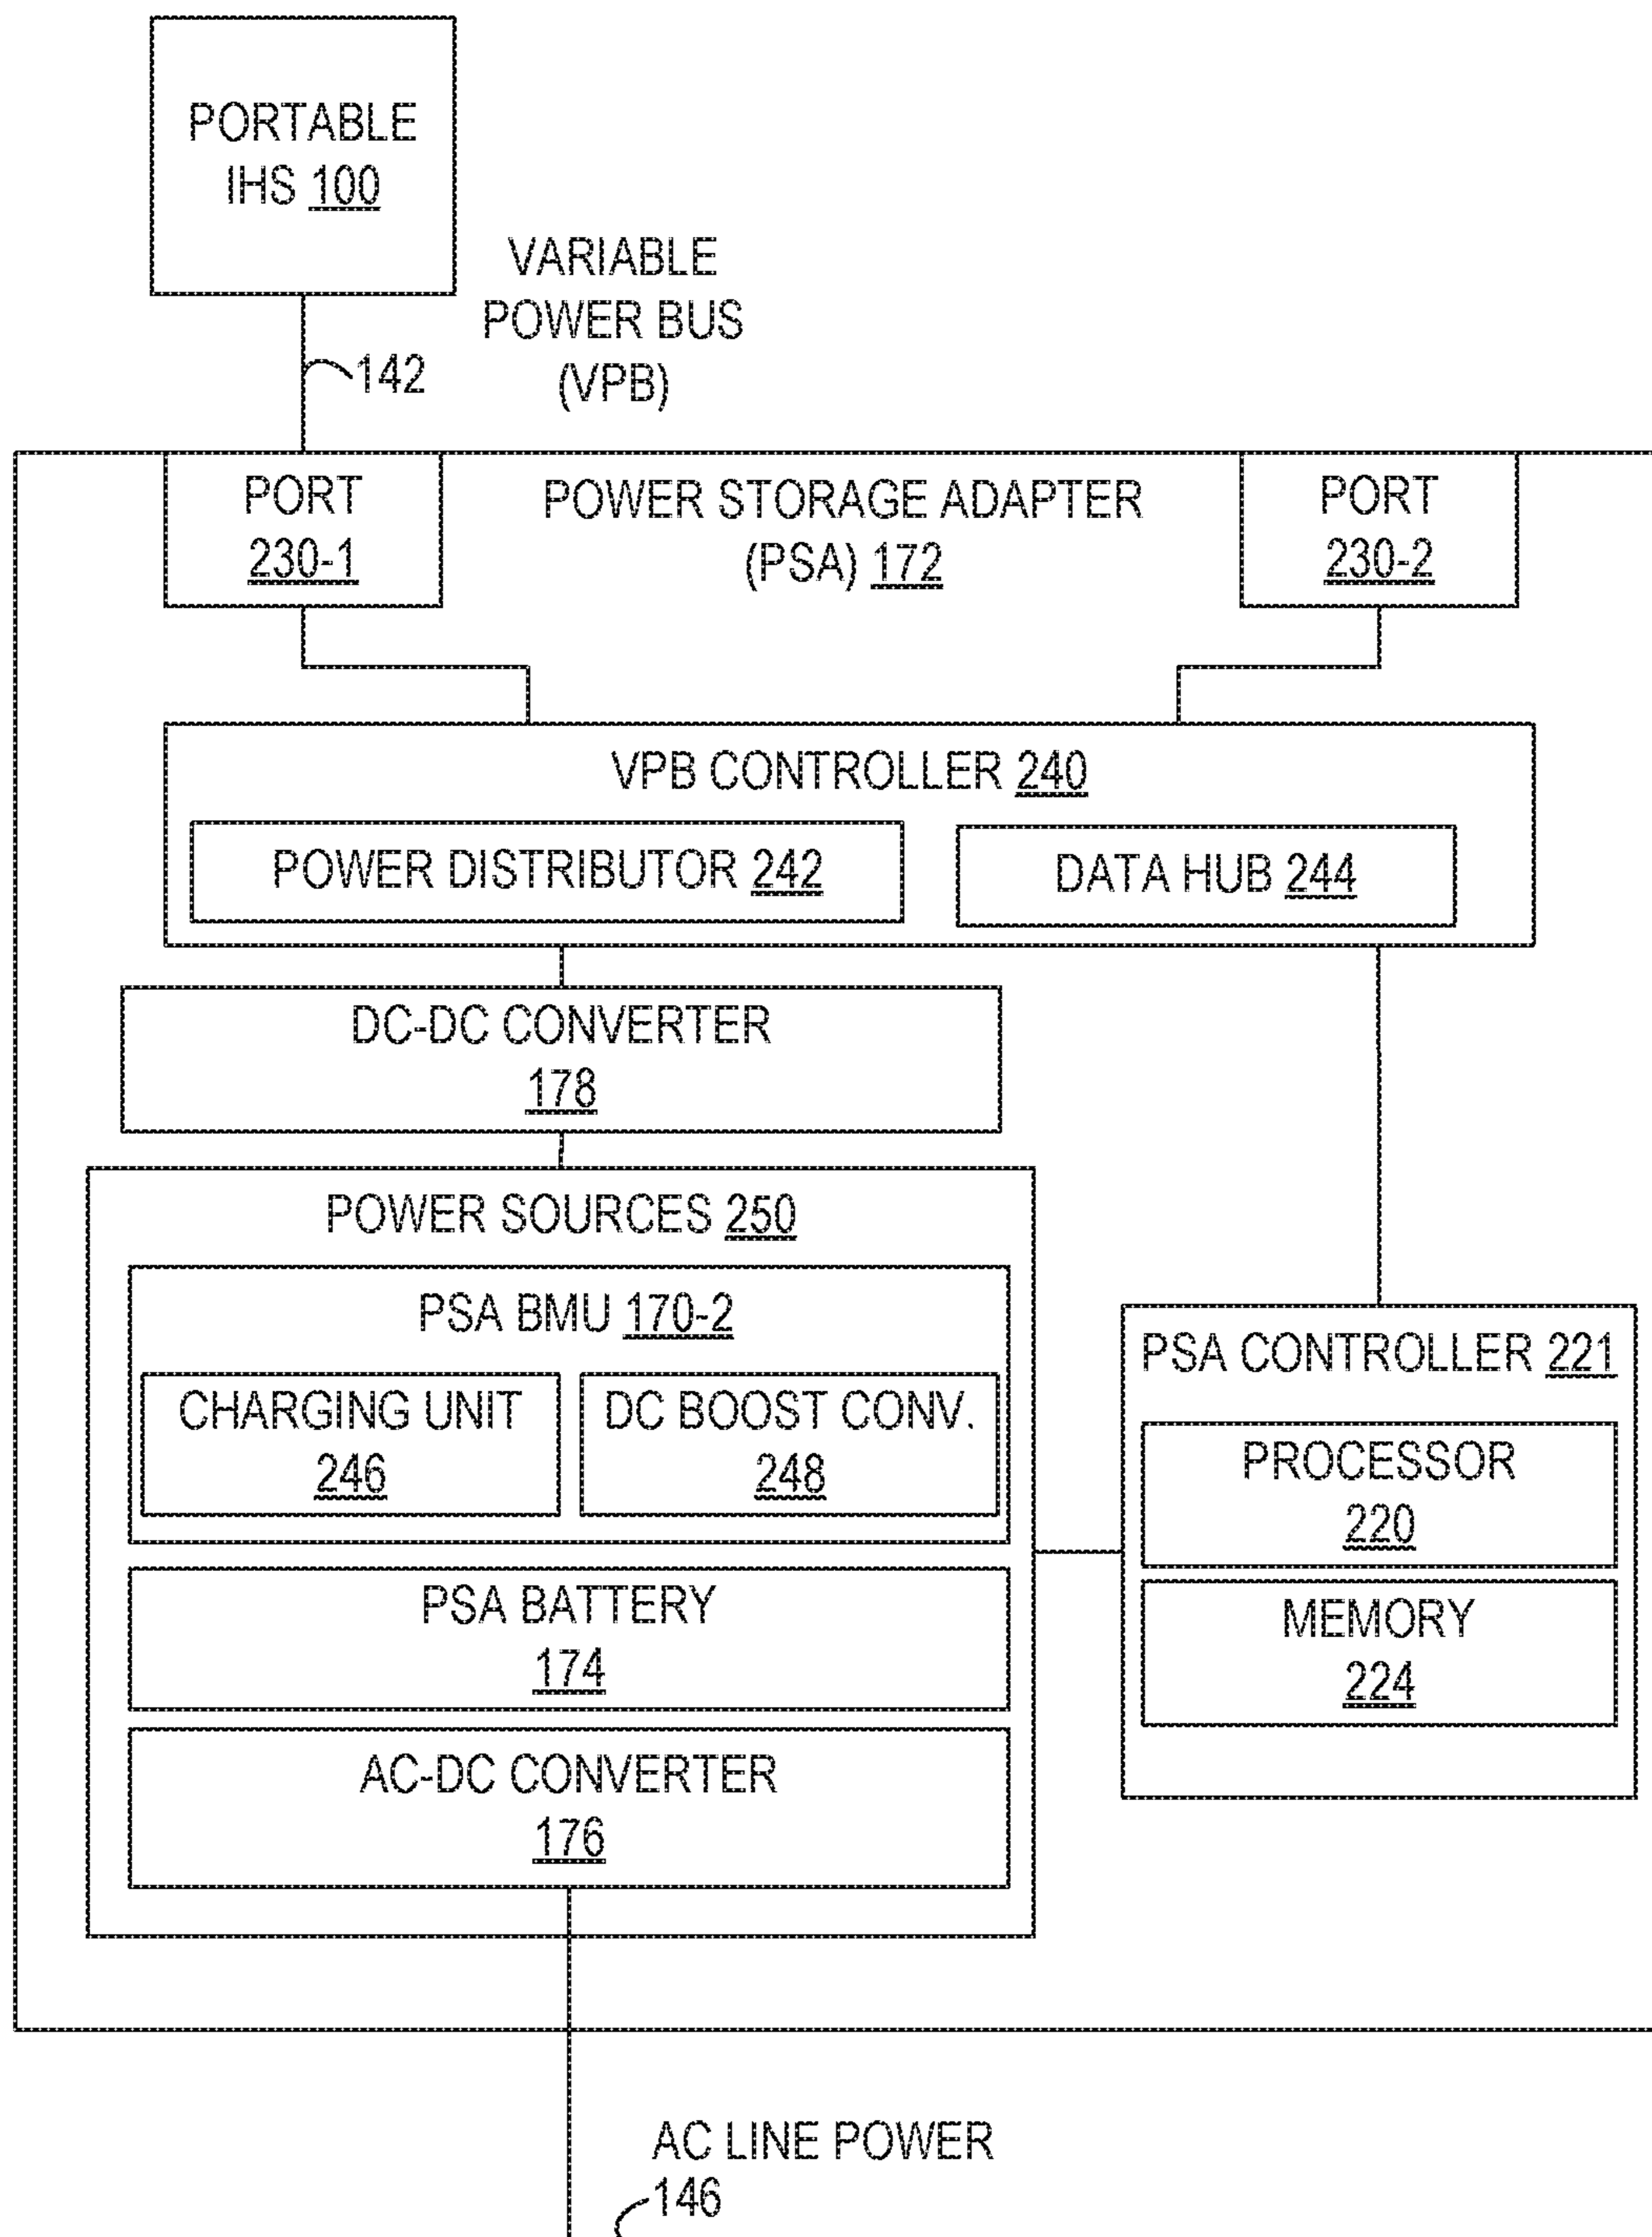 PORTABLE
IHS 100
VARIABLE
POWER BUS
(VPB)
142
PORT
230-1
POWER STORAGE ADAPTER
(PSA) 172
PORT
230-2
VPB CONTROLLER 240
POWER DISTRIBUTOR 242
DATA HUB 244
DC-DC CONVERTER
178
POWER SOURCES 250
PSA BMU 170-2
CHARGING UNIT
246
DC BOOST CONV.
248
PSA BATTERY
174
AC-DC CONVERTER
176
PSA CONTROLLER 221
PROCESSOR
220
MEMORY
224
AC LINE POWER
146